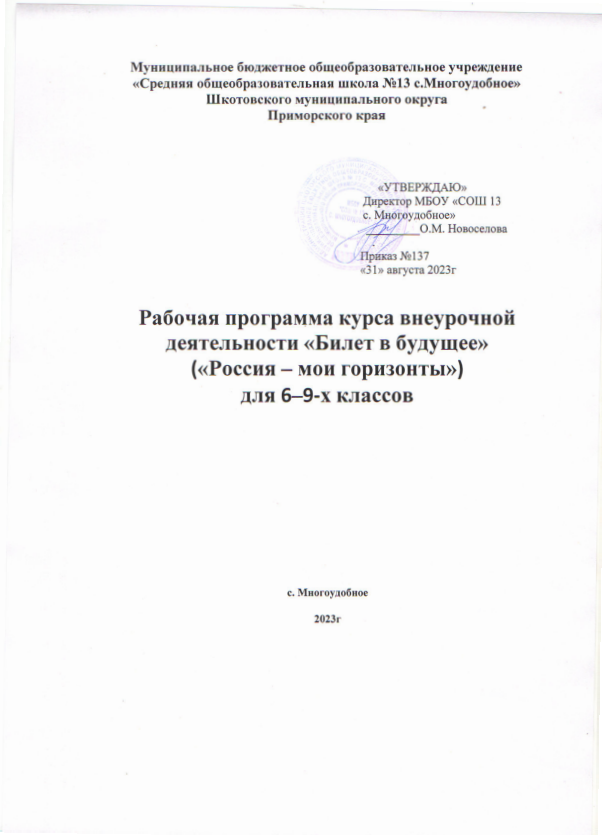 Муниципальное бюджетное общеобразовательное учреждение
«Средняя общеобразовательная школа №13 с.Многоудобное»
Шкотовского муниципального округа
Приморского края
«УТВЕРЖДАЮ»
Директор МБОУ «СОШ 13
с. Многоудобное»
________О.М. Новоселова
Приказ №137
«31» августа 2023г
Рабочая программа курса внеурочной
деятельности «Билет в будущее»
(«Россия – мои горизонты»)
для 6–9-х классов
с. Многоудобное
2023г